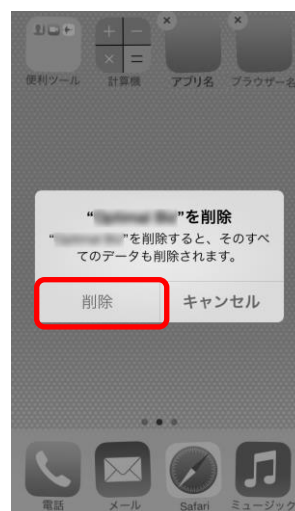 便利ツール
計算機
アプリ名
ブラウザー名
“ ”を削除
“ ”を削除すると、そのすべ
てのデータも削除されます。
削除
キャンセル
電話
メール
Safari
ミュージック